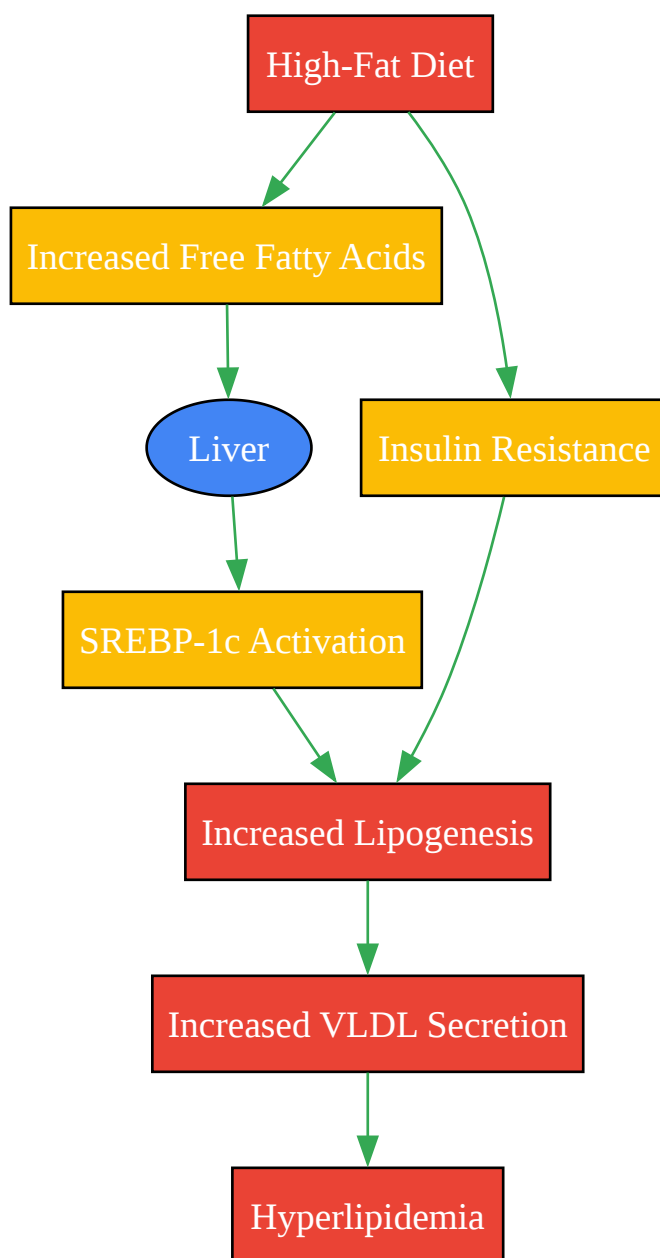 High-Fat Diet
Increased Free Fatty Acids
Liver
Insulin Resistance
SREBP-1c Activation
Increased Lipogenesis
Increased VLDL Secretion
Hyperlipidemia